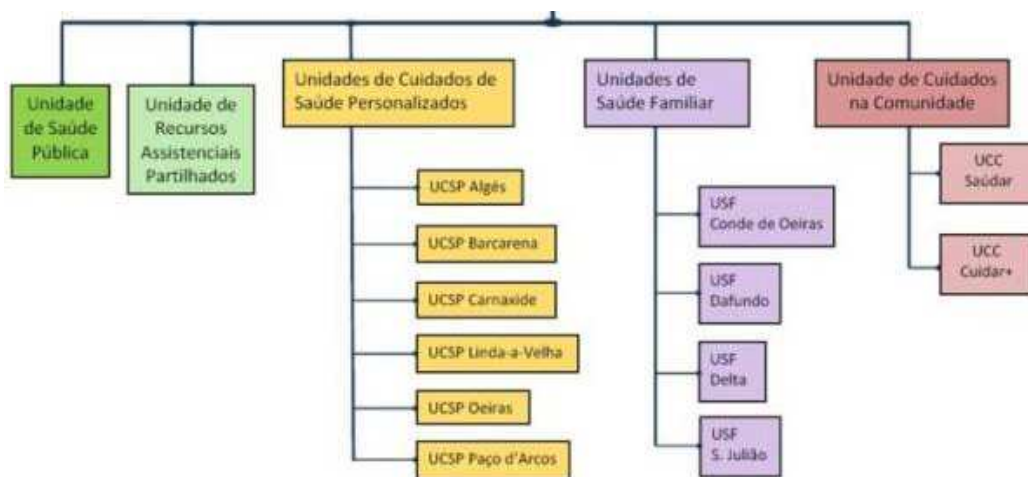 Unidade
de Saúde
Pública
Unidade de
Recursos
Assistenciais
Partilhados
Unidades de Cuidados de
Saúde Personalizados
UCSP Algés
UCSP Barcarena
UCSP Carnaxide
UCSP Linda-a-Velha
UCSP Oeiras
UCSP Paço d'Arcos
Unidades de
Saúde Familiar
USF
Conde de Oeiras
USF
Dafundo
USF
Delta
USF
S. Julião
Unidade de Cuidados
na Comunidade
UCC
Saúdar
UCC
Cuidar+